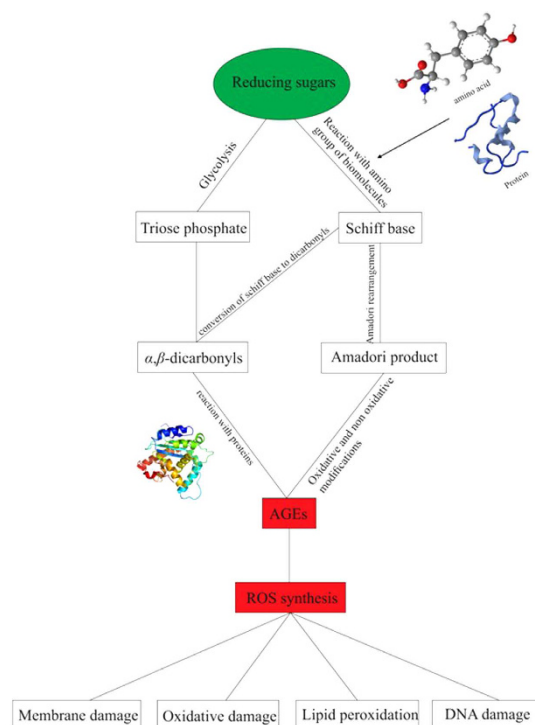 Reducing sugars
amino acid
Protein
Glycolysis
Reaction with amino
group of biomolecules
Triose phosphate
Schiff base
conversion of schiff base to dicarbonyls
Amadori rearrangement
α,β-dicarbonyls
Amadori product
reaction with proteins
Oxidative and non oxidative
modifications
AGEs
ROS synthesis
Membrane damage
Oxidative damage
Lipid peroxidation
DNA damage